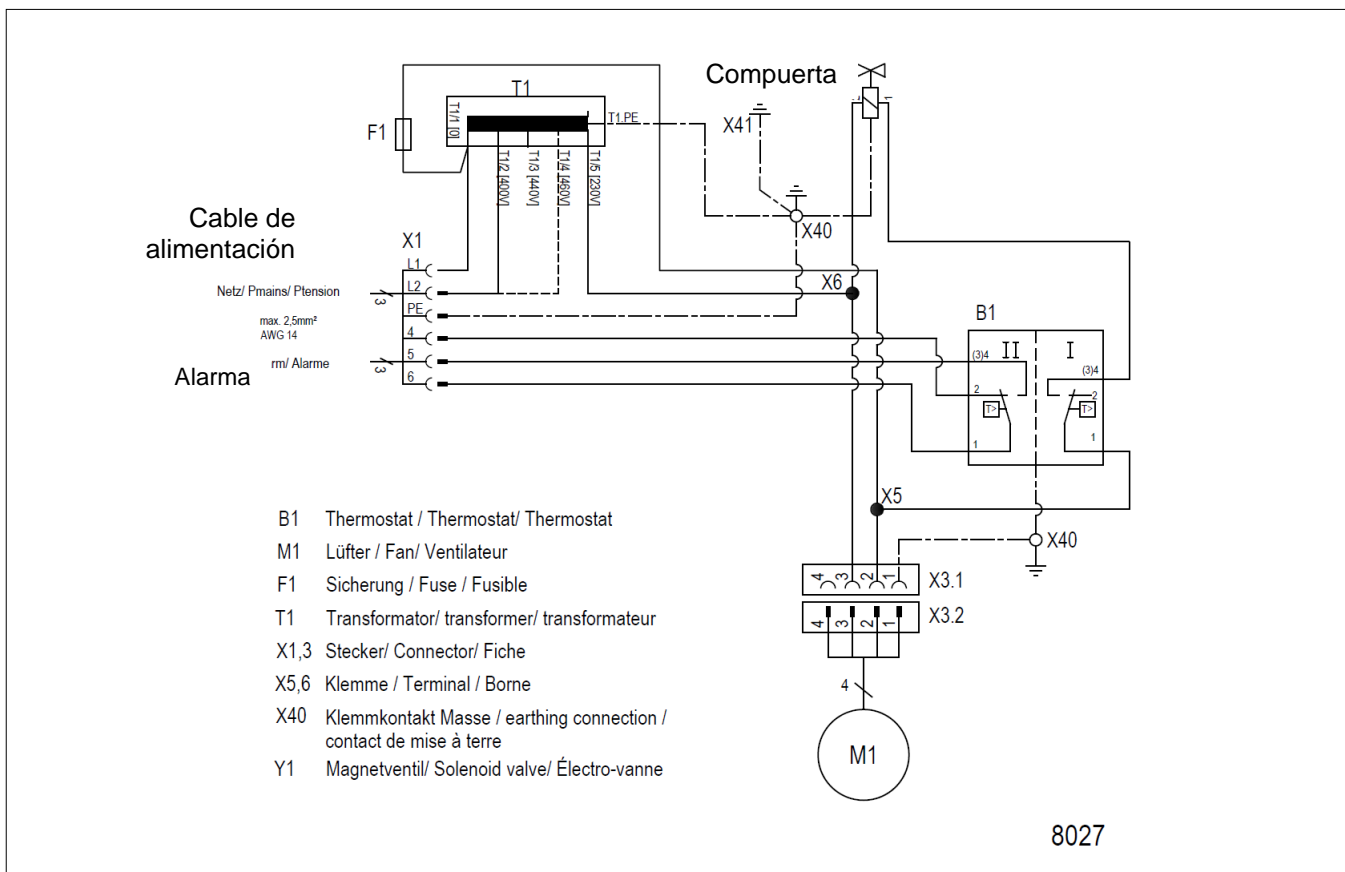 Compuerta
T1
T1/1 [0]
T1.PE
F1
X41
2
1
T1/2 [400V]
T1/3 [440V]
T1/4 [460V]
T1/5 [230V]
Cable de
alimentación
X1
X40
L1
L2
PE
4
5
6
Netz/ Pmains/ Ptension
3
max. 2,5mm²
AWG 14
rm/ Alarme
3
Alarma
X6
B1
II
I
(3)4
(3)4
2
2
T>
T>
1
1
X5
X40
B1 Thermostat / Thermostat/ Thermostat
M1 Lüfter / Fan/ Ventilateur
F1 Sicherung / Fuse / Fusible
T1 Transformator/ transformer/ transformateur
X1,3 Stecker/ Connector/ Fiche
X5,6 Klemme / Terminal / Borne
X40 Klemmkontakt Masse / earthing connection /
contact de mise à terre
Y1 Magnetventil/ Solenoid valve/ Électro-vanne
4 3 2 1
X3.1
4 3 2 1
X3.2
4
M1
8027